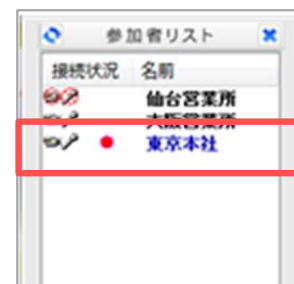 参加者リスト
接続状況 名前
仙台営業所
大阪営業所
東京本社